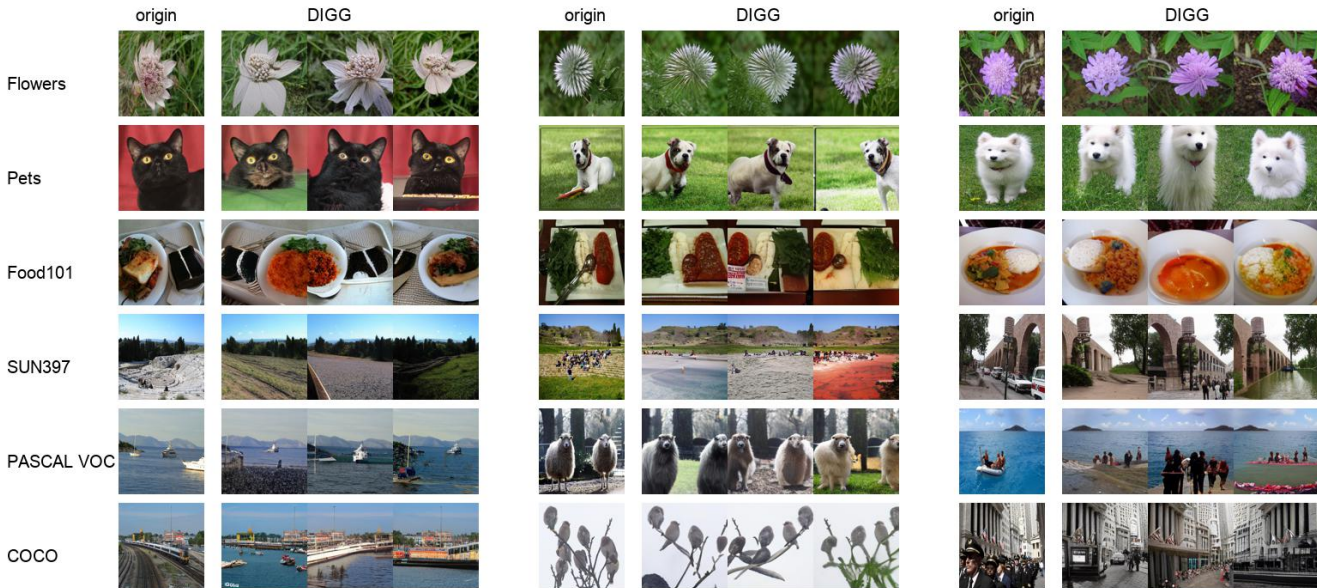 origin DIGG origin DIGG origin DIGG
Flowers
Pets
Food101
SUN397
PASCAL VOC
COCO